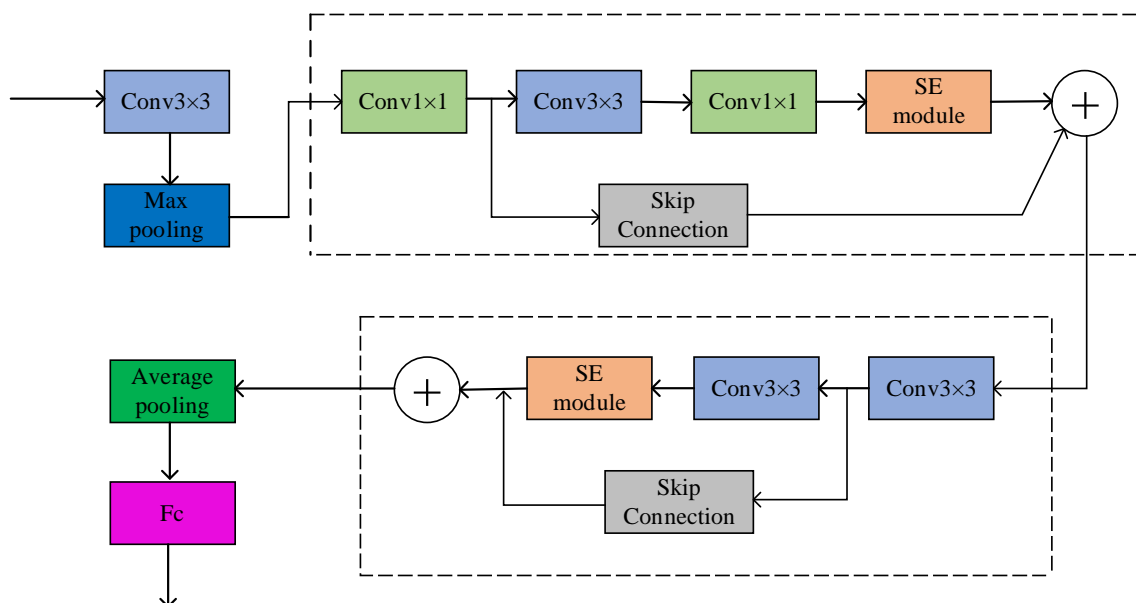 Conv3×3
Max
pooling
Conv1×1
Conv3×3
Conv1×1
SE
module
+
Skip
Connection
Conv3×3
Conv3×3
SE
module
+
Skip
Connection
Average
pooling
Fc